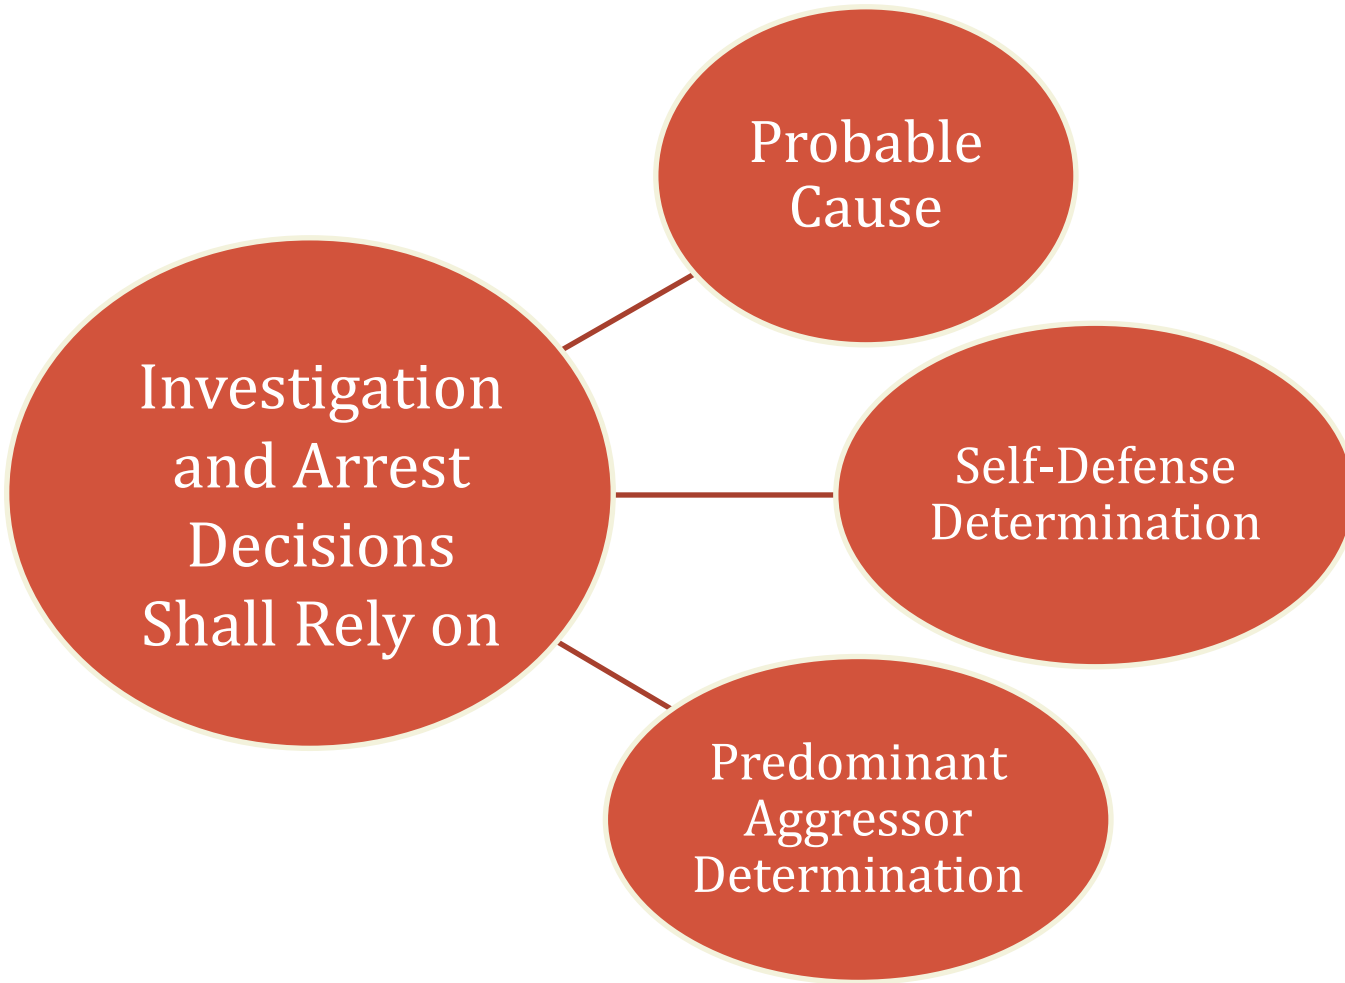 Investigation
and Arrest
Decisions
Shall Rely on
Probable
Cause
Self-Defense
Determination
Predominant
Aggressor
Determination